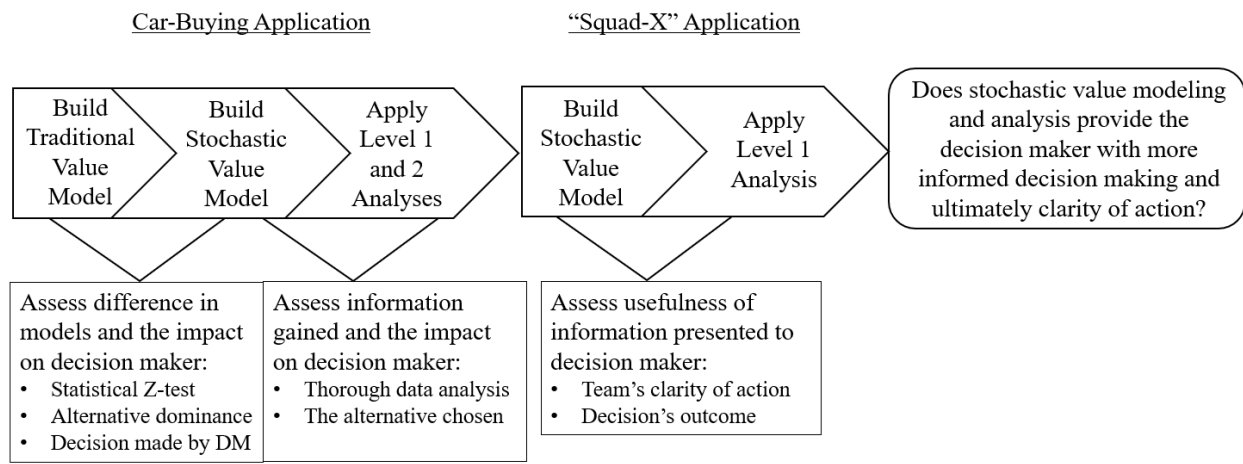 Car-Buying Application
“Squad-X” Application
Build
Traditional
Value
Model
Build
Stochastic
Value
Model
Apply
Level 1
and 2
Analyses
Build
Stochastic
Value
Model
Apply
Level 1
Analysis
Does stochastic value modeling
and analysis provide the
decision maker with more
informed decision making and
ultimately clarity of action?
Assess difference in
models and the impact
on decision maker:
• Statistical Z-test
• Alternative dominance
• Decision made by DM
Assess information
gained and the impact
on decision maker:
• Thorough data analysis
• The alternative chosen
Assess usefulness of
information presented to
decision maker:
• Team’s clarity of action
• Decision’s outcome